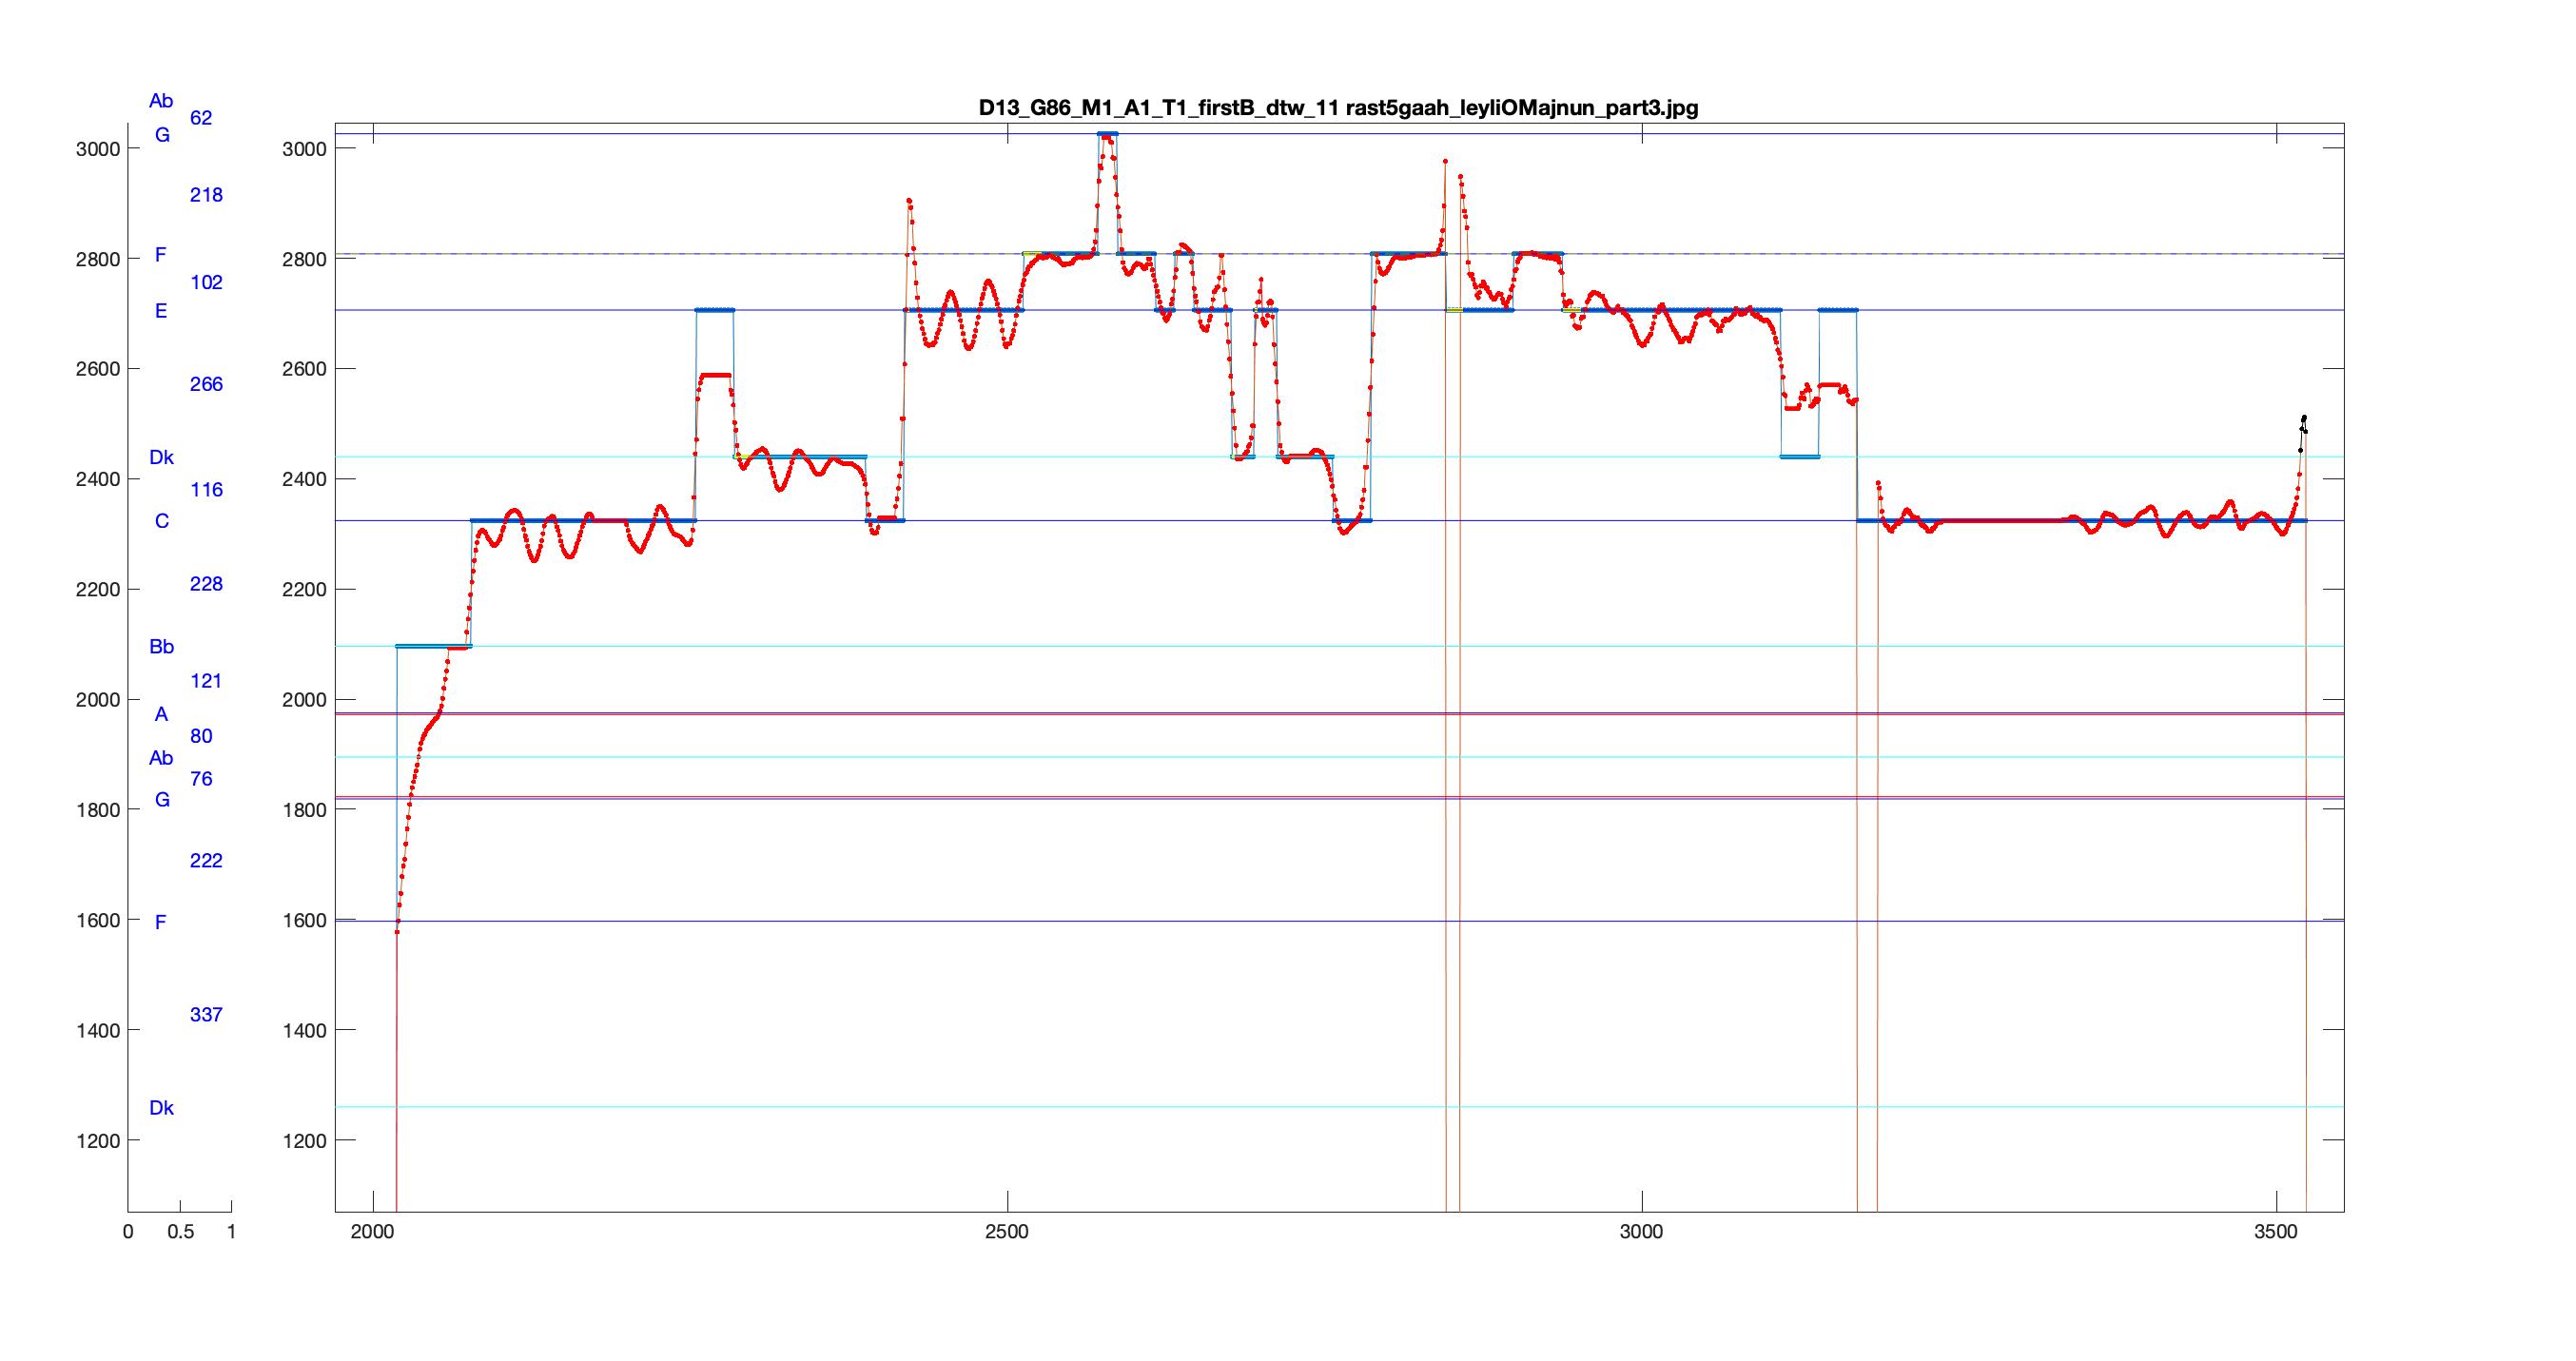 D13_G86_M1_A1_T1_firstB_dtw_11 rast5gaah_leyliOMajnun_part3.jpg
Ab
62
G
3000
3000
218
F
2800
2800
102
E
2600
2600
266
Dk
2400
2400
116
C
228
2200
2200
Bb
121
2000
2000
A
80
Ab
76
G
1800
1800
222
F
1600
1600
337
1400
1400
Dk
1200
1200
0 0.5 1 2000 2500 3000 3500